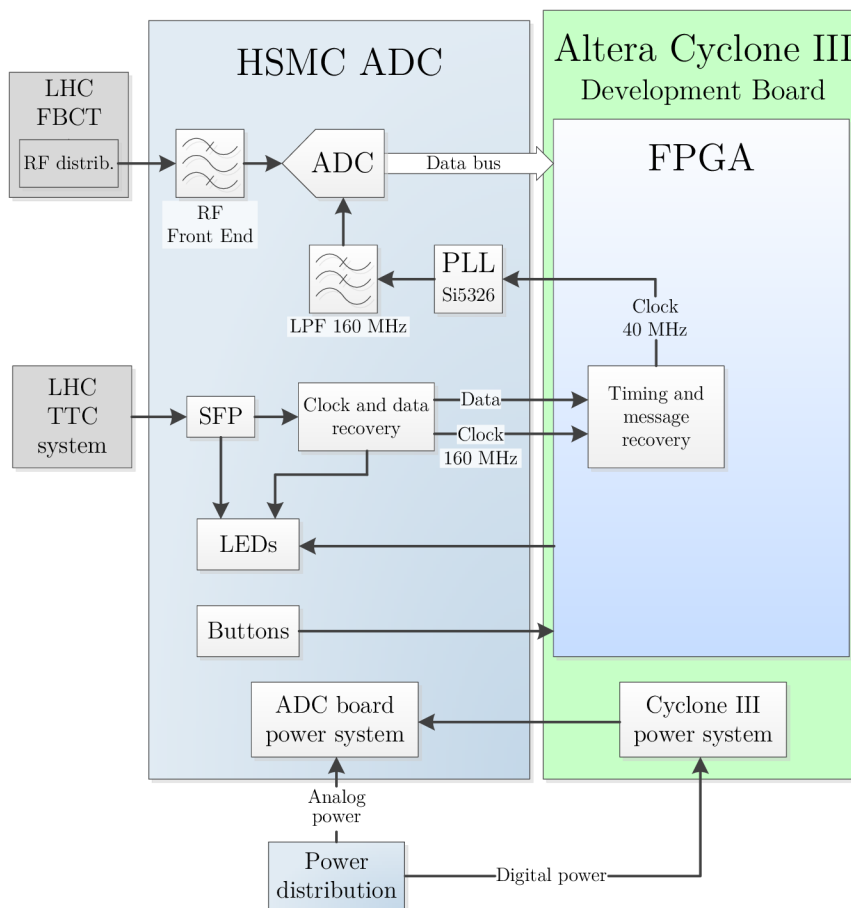 HSMC ADC
Altera Cyclone III
Development Board
LHC
FBCT
RF distrib.
RF
Front End
ADC
Data bus
FPGA
LPF 160 MHz
PLL
Si5326
Clock
40 MHz
LHC
TTC
system
SFP
Clock and data
recovery
Data
Clock
160 MHz
Timing and
message
recovery
LEDs
Buttons
ADC board
power system
Cyclone III
power system
Analog
power
Power
distribution
Digital power